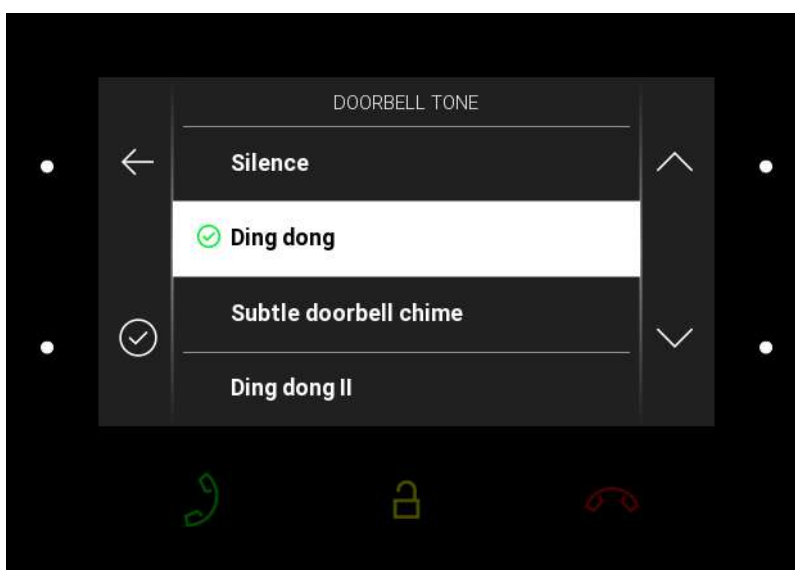 DOORBELL TONE
Silence
Ding dong
Subtle doorbell chime
Ding dong II